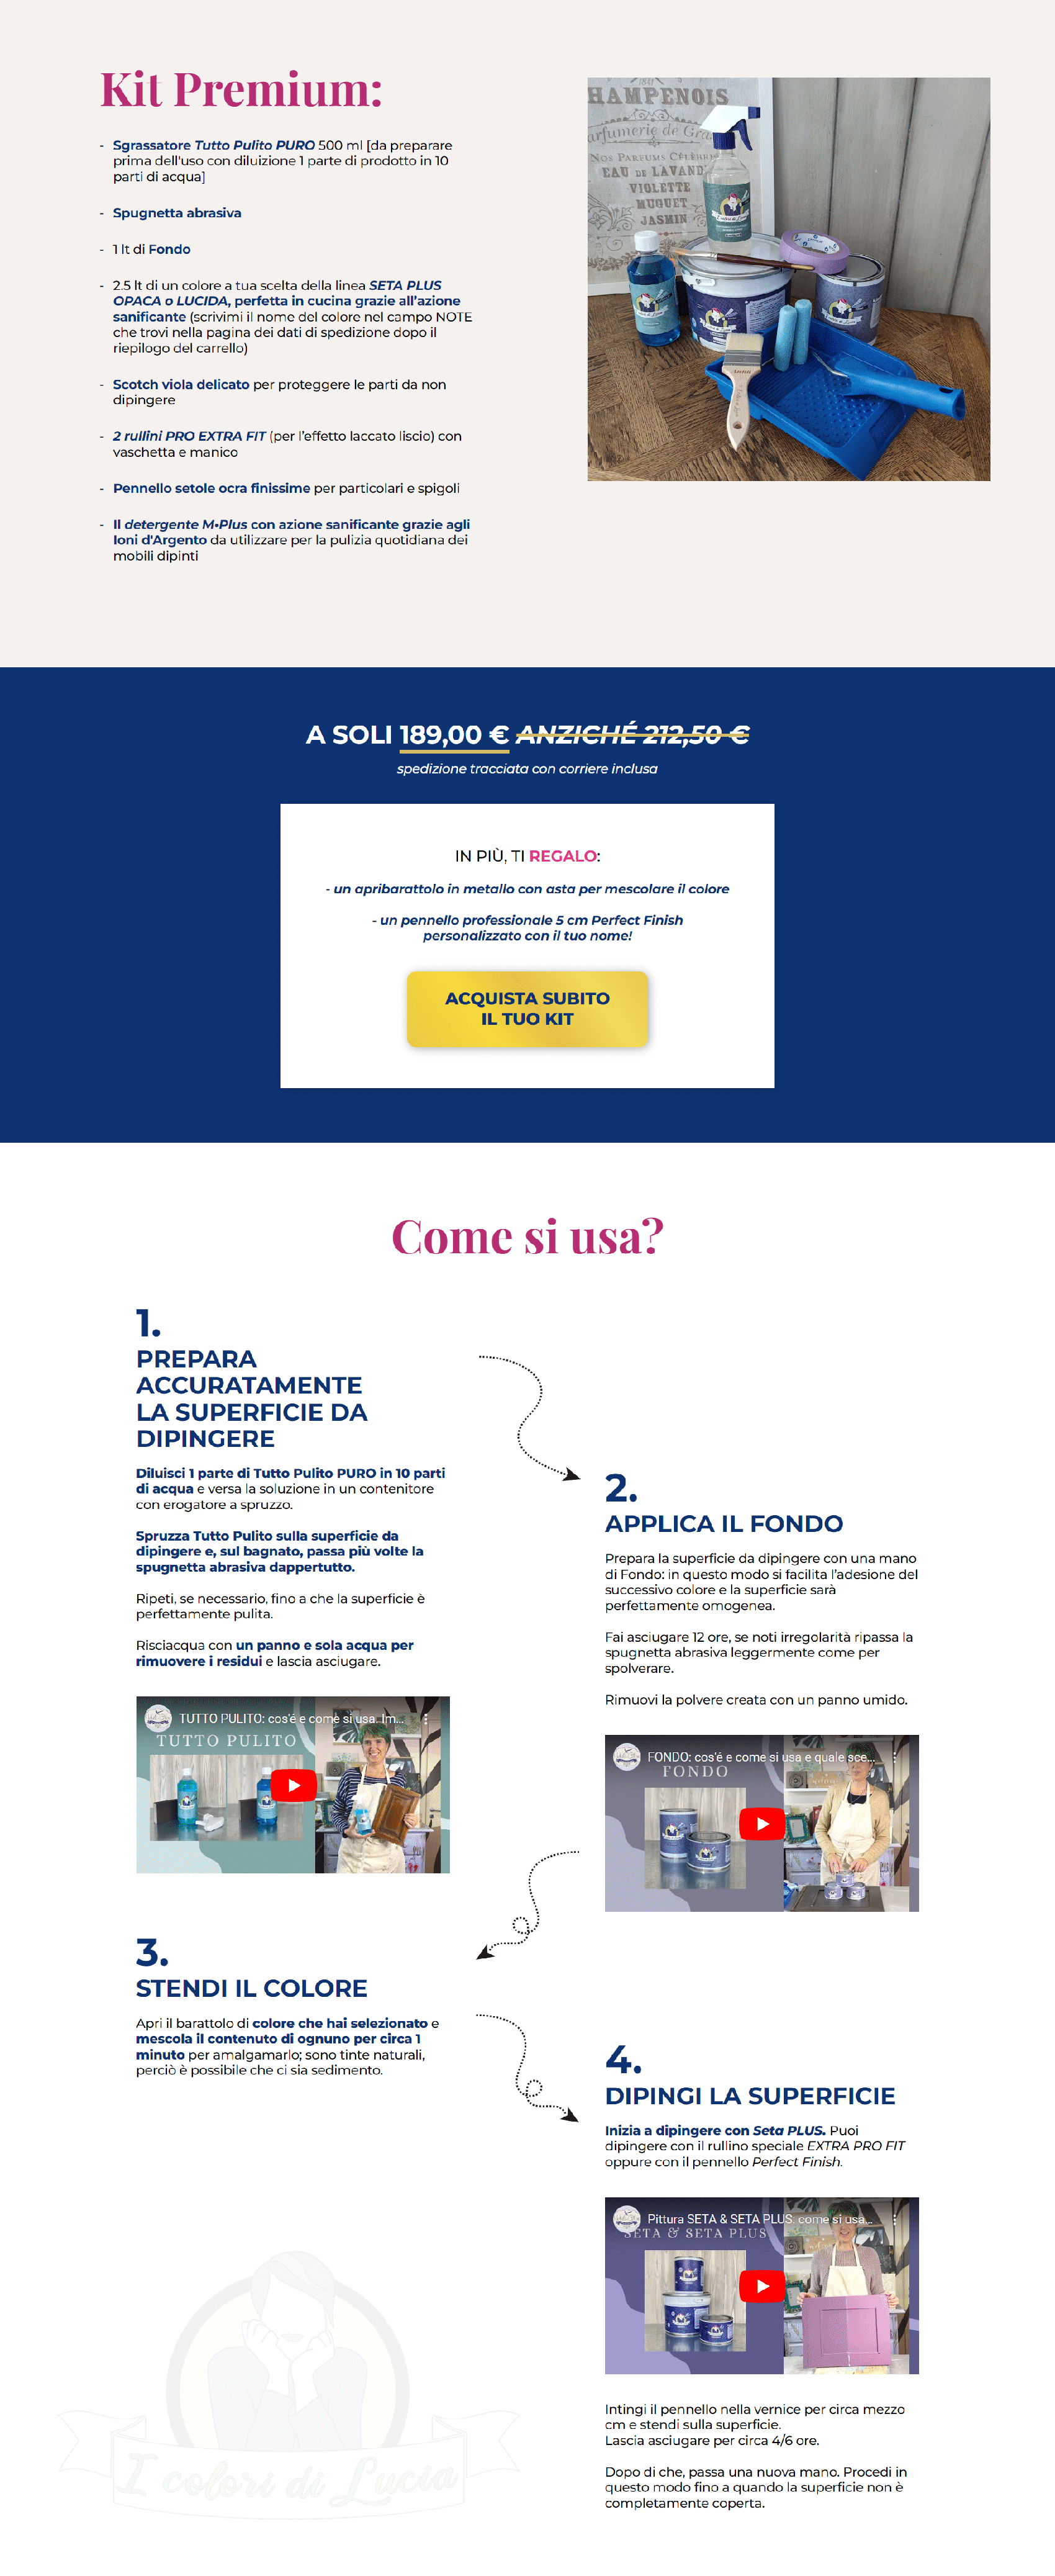 Kit Premium:
- Sgrassatore Tutto Pulito PURO 500 ml [da preparare
prima dell'uso con diluizione 1 parte di prodotto in 10
parti di acqua]
- Spugnetta abrasiva
- 1 lt di Fondo
- 2.5 lt di un colore a tua scelta della linea SETA PLUS
OPACA o LUCIDA, perfetta in cucina grazie all'azione
sanificante (scrivimi il nome del colore nel campo NOTE
che trovi nella pagina dei dati di spedizione dopo il
riepilogo del carrello)
- Scotch viola delicato per proteggere le parti da non
dipingere
- 2 rullini PRO EXTRA FIT (per l'effetto laccato liscio) con
vaschetta e manico
- Pennello setole ocra finissime per particolari e spigoli
- Il detergente M•Plus con azione sanificante grazie agli
Ioni d'Argento da utilizzare per la pulizia quotidiana dei
mobili dipinti
HAMPENOIS
arfumerie de Gra
NOS PARFUMS CÉLÈBR
EAU DE LAVAND
VIOLETTE
MUGUET
JASMIN
A SOLI 189,00 € ANZICHÉ 212,50 €
spedizione tracciata con corriere inclusa
IN PIÙ, TI REGALO:
- un apribarattolo in metallo con asta per mescolare il colore
- un pennello professionale 5 cm Perfect Finish
personalizzato con il tuo nome!
ACQUISTA SUBITO
IL TUO KIT
Come si usa?
1.
PREPARA
ACCURATAMENTE
LA SUPERFICIE DA
DIPINGERE
Diluisci 1 parte di Tutto Pulito PURO in 10 parti
di acqua e versa la soluzione in un contenitore
con erogatore a spruzzo.
Spruzza Tutto Pulito sulla superficie da
dipingere e, sul bagnato, passa più volte la
spugnetta abrasiva dappertutto.
Ripeti, se necessario, fino a che la superficie è
perfettamente pulita.
Risciacqua con un panno e sola acqua per
rimuovere i residui e lascia asciugare.
TUTTO PULITO: cos'é e come si usa. Im...
TUTTO PULITO
2.
APPLICA IL FONDO
Prepara la superficie da dipingere con una mano
di Fondo: in questo modo si facilita l'adesione del
successivo colore e la superficie sarà
perfettamente omogenea.
Fai asciugare 12 ore, se noti irregolarità ripassa la
spugnetta abrasiva leggermente come per
spolverare.
Rimuovi la polvere creata con un panno umido.
FONDO: cos'é e come si usa e quale sce...
FONDO
3.
STENDI IL COLORE
Apri il barattolo di colore che hai selezionato e
mescola il contenuto di ognuno per circa 1
minuto per amalgamarlo; sono tinte naturali,
perciò è possibile che ci sia sedimento.
4.
DIPINGI LA SUPERFICIE
Inizia a dipingere con Seta PLUS. Puoi
dipingere con il rullino speciale EXTRA PRO FIT
oppure con il pennello Perfect Finish.
Pittura SETA & SETA PLUS. come si usa...
SETA & SETA PLUS
Intingi il pennello nella vernice per circa mezzo
cm e stendi sulla superficie.
Lascia asciugare per circa 4/6 ore.
Dopo di che, passa una nuova mano. Procedi in
questo modo fino a quando la superficie non è
completamente coperta.
I colori di Lucia